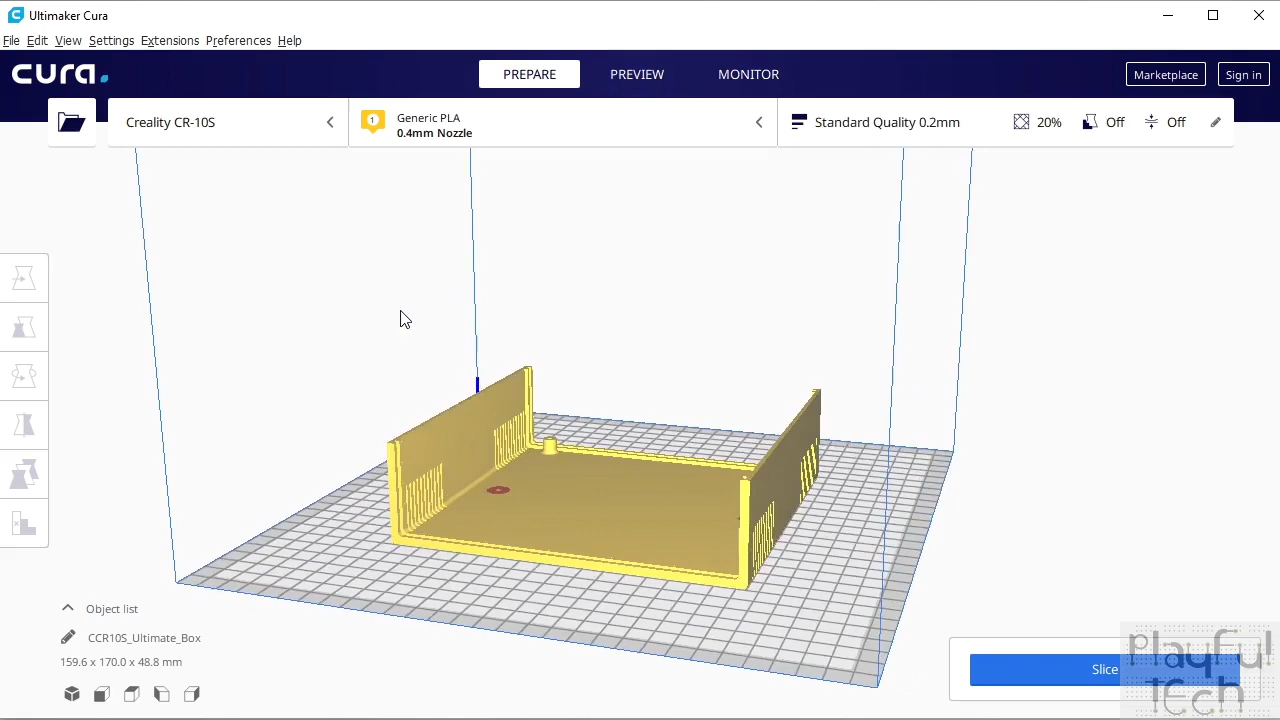 Ultimaker Cura
File Edit View Settings Extensions Preferences Help
cura.
PREPARE PREVIEW MONITOR
Marketplace Sign in
Creality CR-10S
1
Generic PLA
0.4mm Nozzle
Standard Quality 0.2mm 20% Off Off
Object list
CCR10S_Ultimate_Box
159.6 x 170.0 x 48.8 mm
Slice
playful
tech